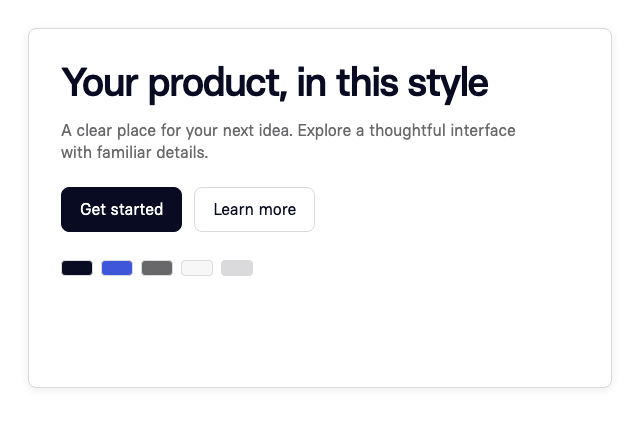 Your product, in this style
A clear place for your next idea. Explore a thoughtful interface
with familiar details.
Get started
Learn more